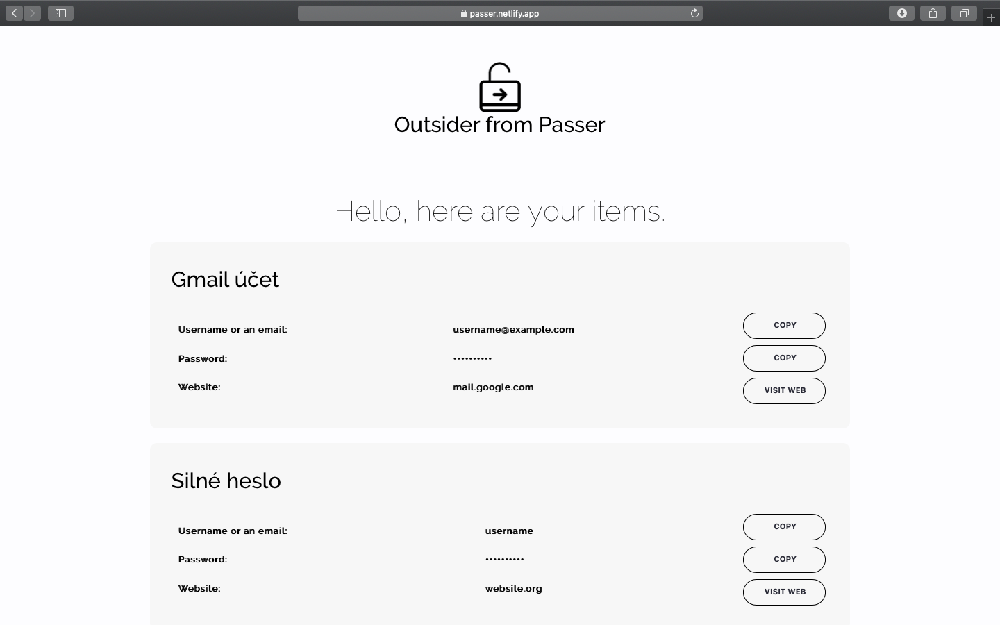 passer.netlify.app
Outsider from Passer
Hello, here are your items.
Gmail účet
Username or an email: username@example.com COPY
Password: •••••••••• COPY
Website: mail.google.com VISIT WEB
Silné heslo
Username or an email: username COPY
Password: •••••••••• COPY
Website: website.org VISIT WEB